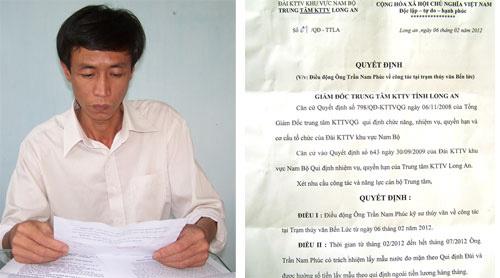 ĐÀI KTTV KHU VỰC NAM BỘ
TRUNG TÂM KTTV LONG AN
CỘNG HÒA XÃ HỘI CHỦ NGHĨA VIỆT NAM
Độc lập - tự do - hạnh phúc
/QĐ - TTLA
Long an ngày 06 tháng 02 năm 2012
QUYẾT ĐỊNH
(V/v: Điều động Ông Trần Nam Phúc về công tác tại trạm thủy văn Bến lức)
GIÁM ĐỐC TRUNG TÂM KTTV TỈNH LONG AN
Căn cứ Quyết định số 798/QĐ-KTTVQG ngày 06/11/2008 của Tổng
Giám Đốc trung tâm KTTVQG qui định chức năng, nhiệm vụ, quyền hạn và
cơ cấu tổ chức của Đài KTTV khu vực Nam Bộ
Căn cứ vào Quyết định số 643 ngày 30/09/2009 của Đài KTTV khu
vực Nam Bộ Qui định nhiệm vụ, quyền hạn của Trung tâm KTTV Long An.
Xét nhu cầu công tác và năng lực cán bộ Trung tâm,
QUYẾT ĐỊNH :
ĐIỀU I : Điều động Ông Trần Nam Phúc kỹ sư thủy văn về công tác
tại Trạm thủy văn Bến Lức từ ngày 06 tháng 02 năm 2012.
ĐIỀU II : Thời gian từ tháng 02/2012 đến hết tháng 07/2012 Ông
Trần Nam Phúc có trách nhiệm lấy mẫu nước đo mặn theo Qui định Đài và
được hưởng số tiền lấy mẫu theo qui định ngoài tiền lương hàng tháng.